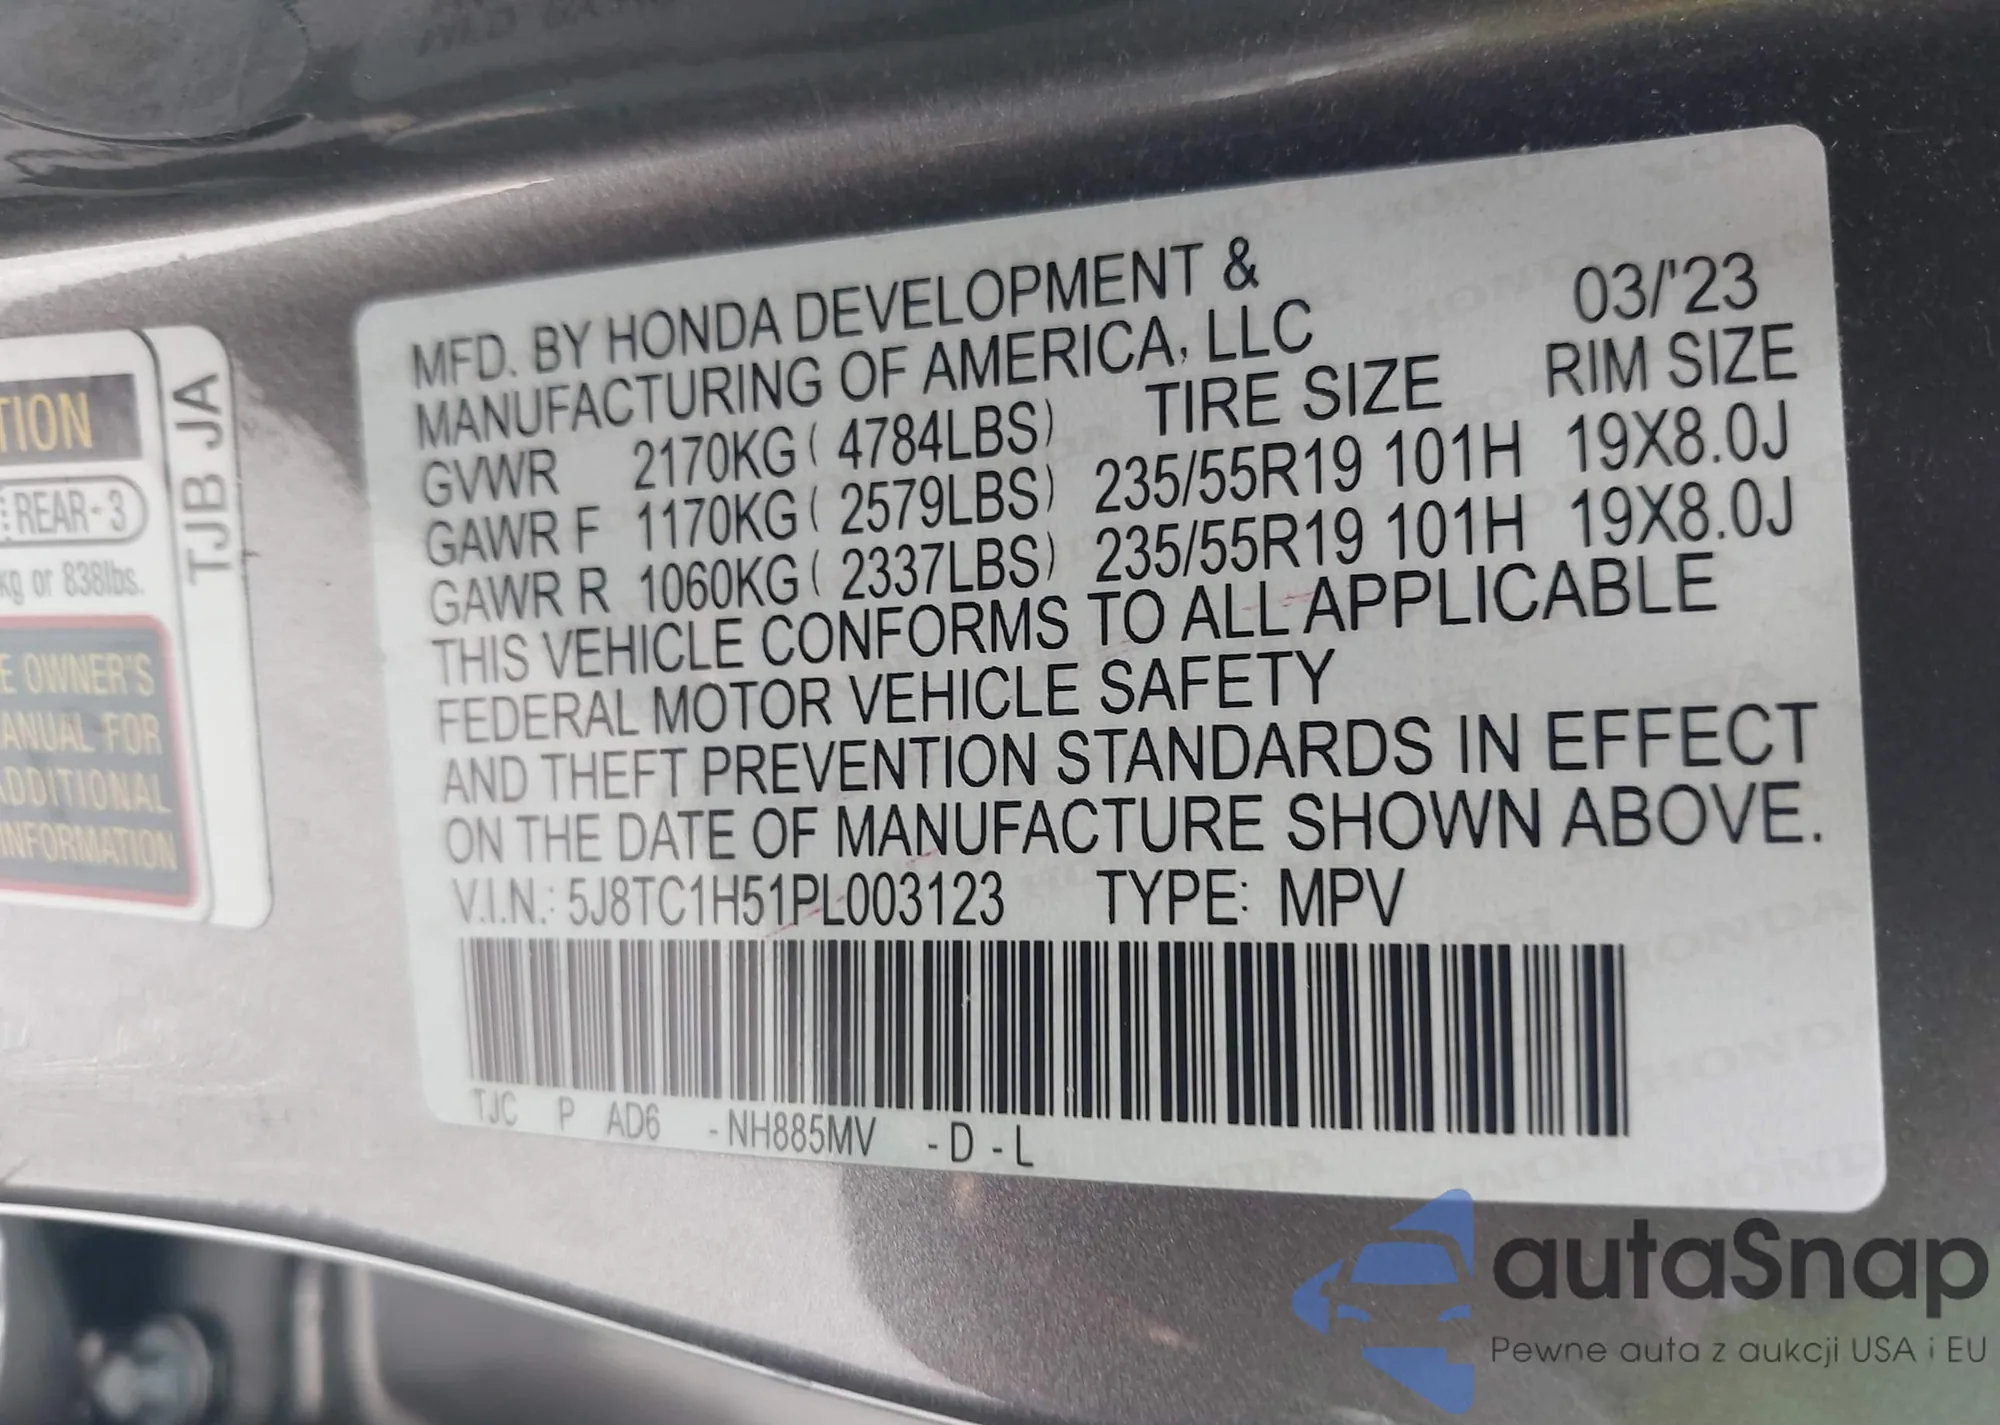 TION
REAR-3
kg or 838lbs.
E OWNER'S
ANUAL FOR
ADDITIONAL
INFORMATION
TJB JA
MFD. BY HONDA DEVELOPMENT &
MANUFACTURING OF AMERICA, LLC 03/'23
TIRE SIZE RIM SIZE
GVWR 2170KG ( 4784LBS)
GAWR F 1170KG ( 2579LBS) 235/55R19 101H 19X8.0J
GAWR R 1060KG ( 2337LBS) 235/55R19 101H 19X8.0J
THIS VEHICLE CONFORMS TO ALL APPLICABLE
FEDERAL MOTOR VEHICLE SAFETY
AND THEFT PREVENTION STANDARDS IN EFFECT
ON THE DATE OF MANUFACTURE SHOWN ABOVE.
V.I.N.: 5J8TC1H51PL003123 TYPE: MPV
TJC P AD6 -NH885MV -D-L
autaSnap
Pewne auta z aukcji USA i EU